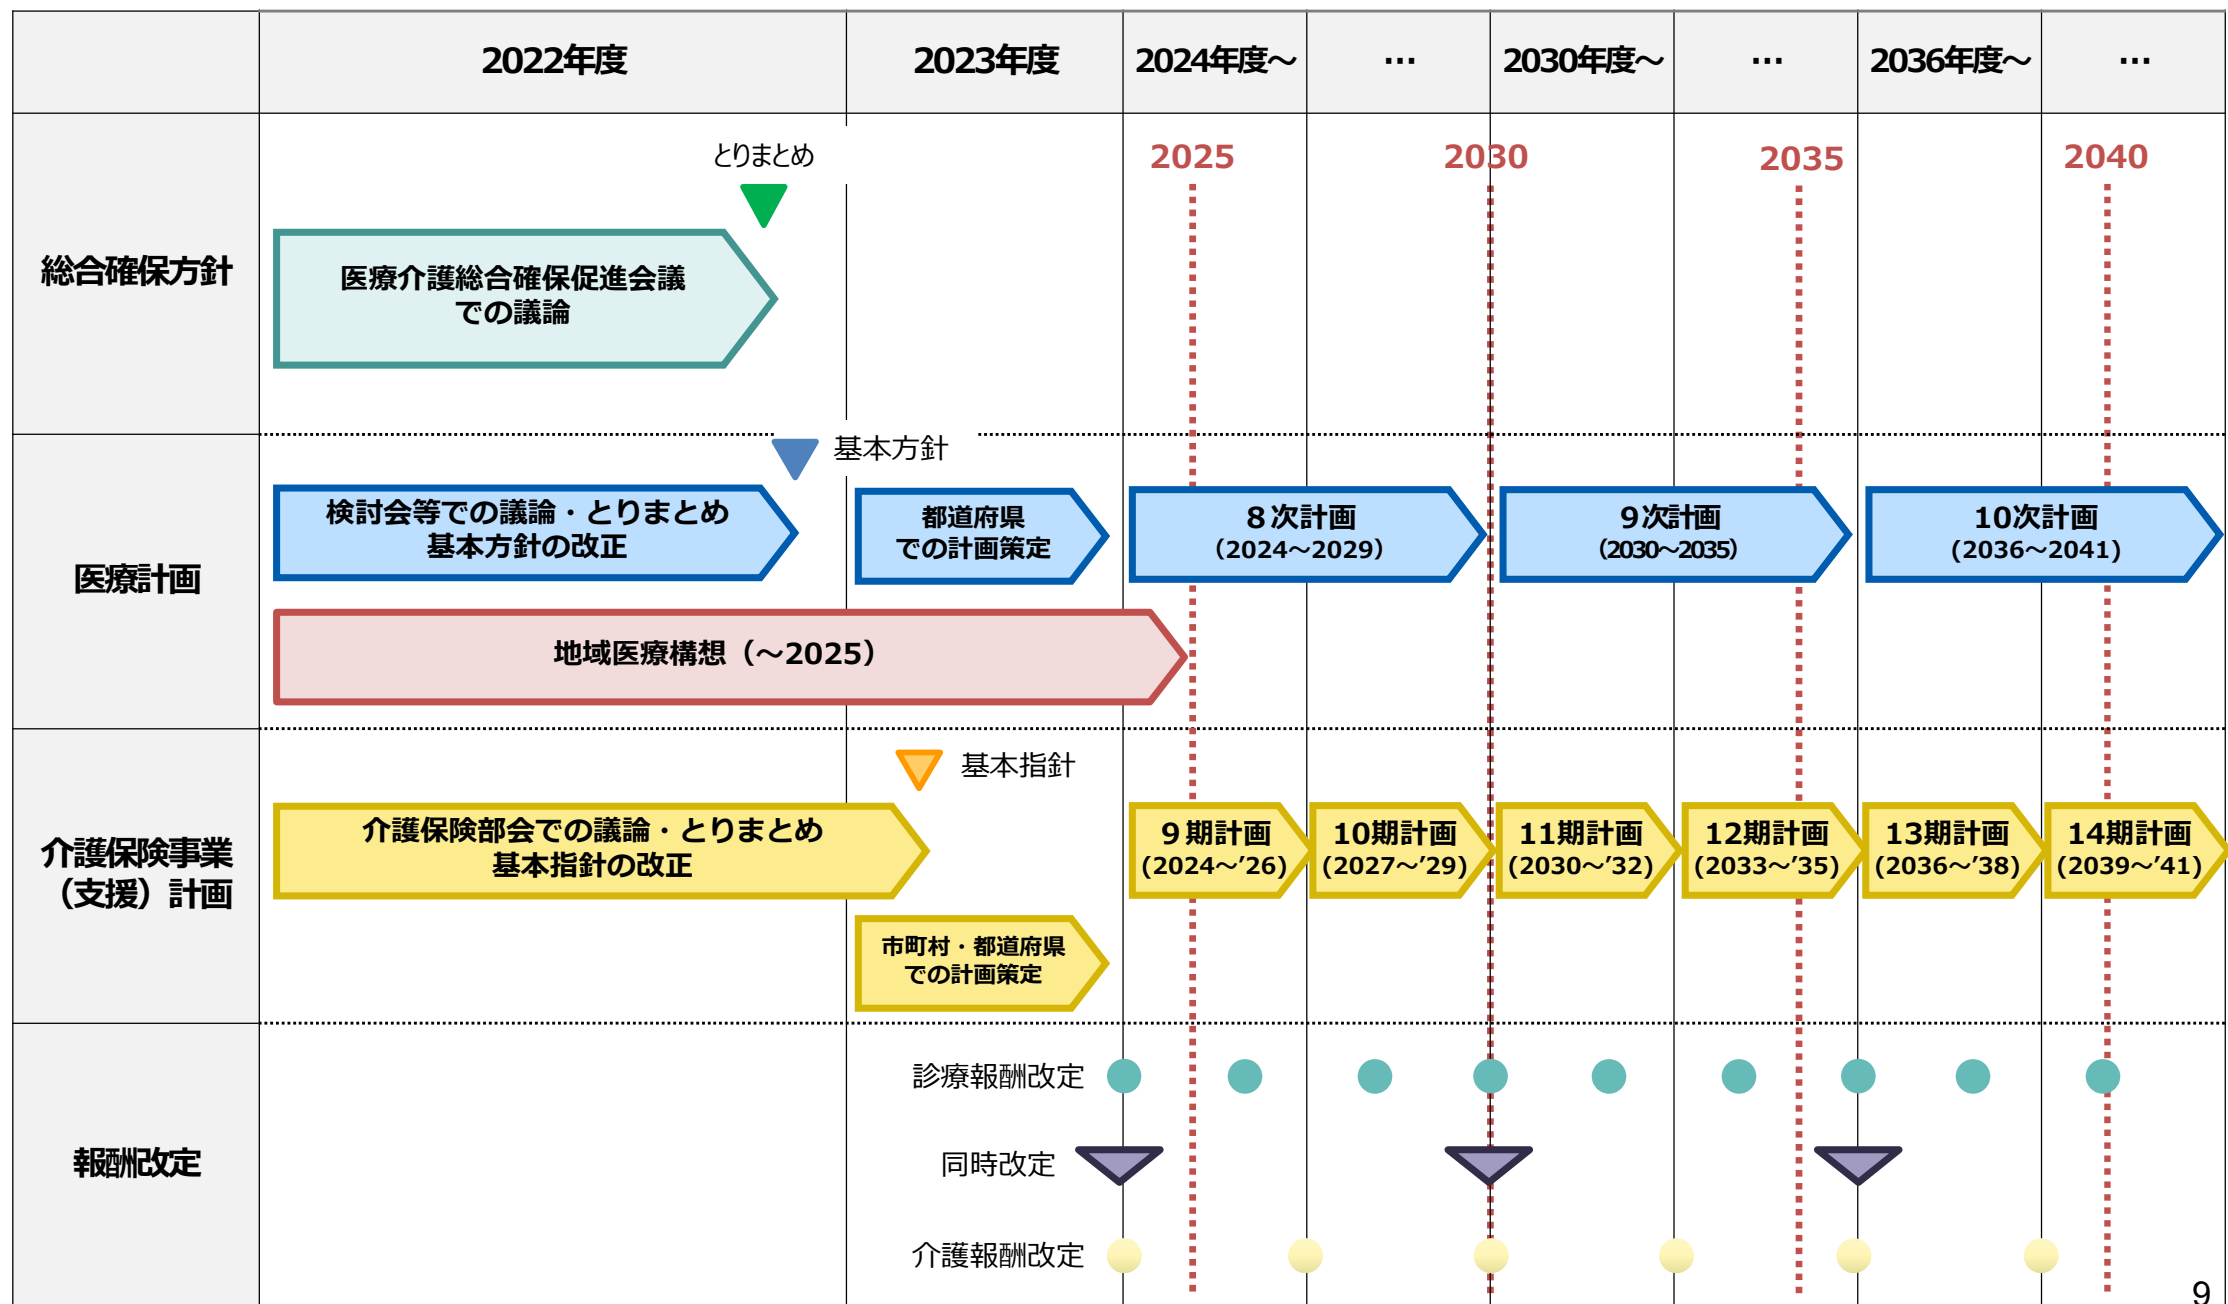 2022年度
2023年度
2024年度～
…
2030年度～
…
2036年度～
…
総合確保方針
とりまとめ
2025
2030
2035
2040
医療介護総合確保促進会議
での議論
医療計画
基本方針
検討会等での議論・とりまとめ
基本方針の改正
都道府県
での計画策定
８次計画
（2024～2029）
９次計画
（2030～2035）
10次計画
(2036～2041)
地域医療構想（～2025）
介護保険事業
（支援）計画
基本指針
介護保険部会での議論・とりまとめ
基本指針の改正
９期計画
(2024～’26)
10期計画
(2027～’29)
11期計画
(2030～’32)
12期計画
(2033～’35)
13期計画
(2036～’38)
14期計画
(2039～’41)
市町村・都道府県
での計画策定
報酬改定
診療報酬改定
同時改定
介護報酬改定
9